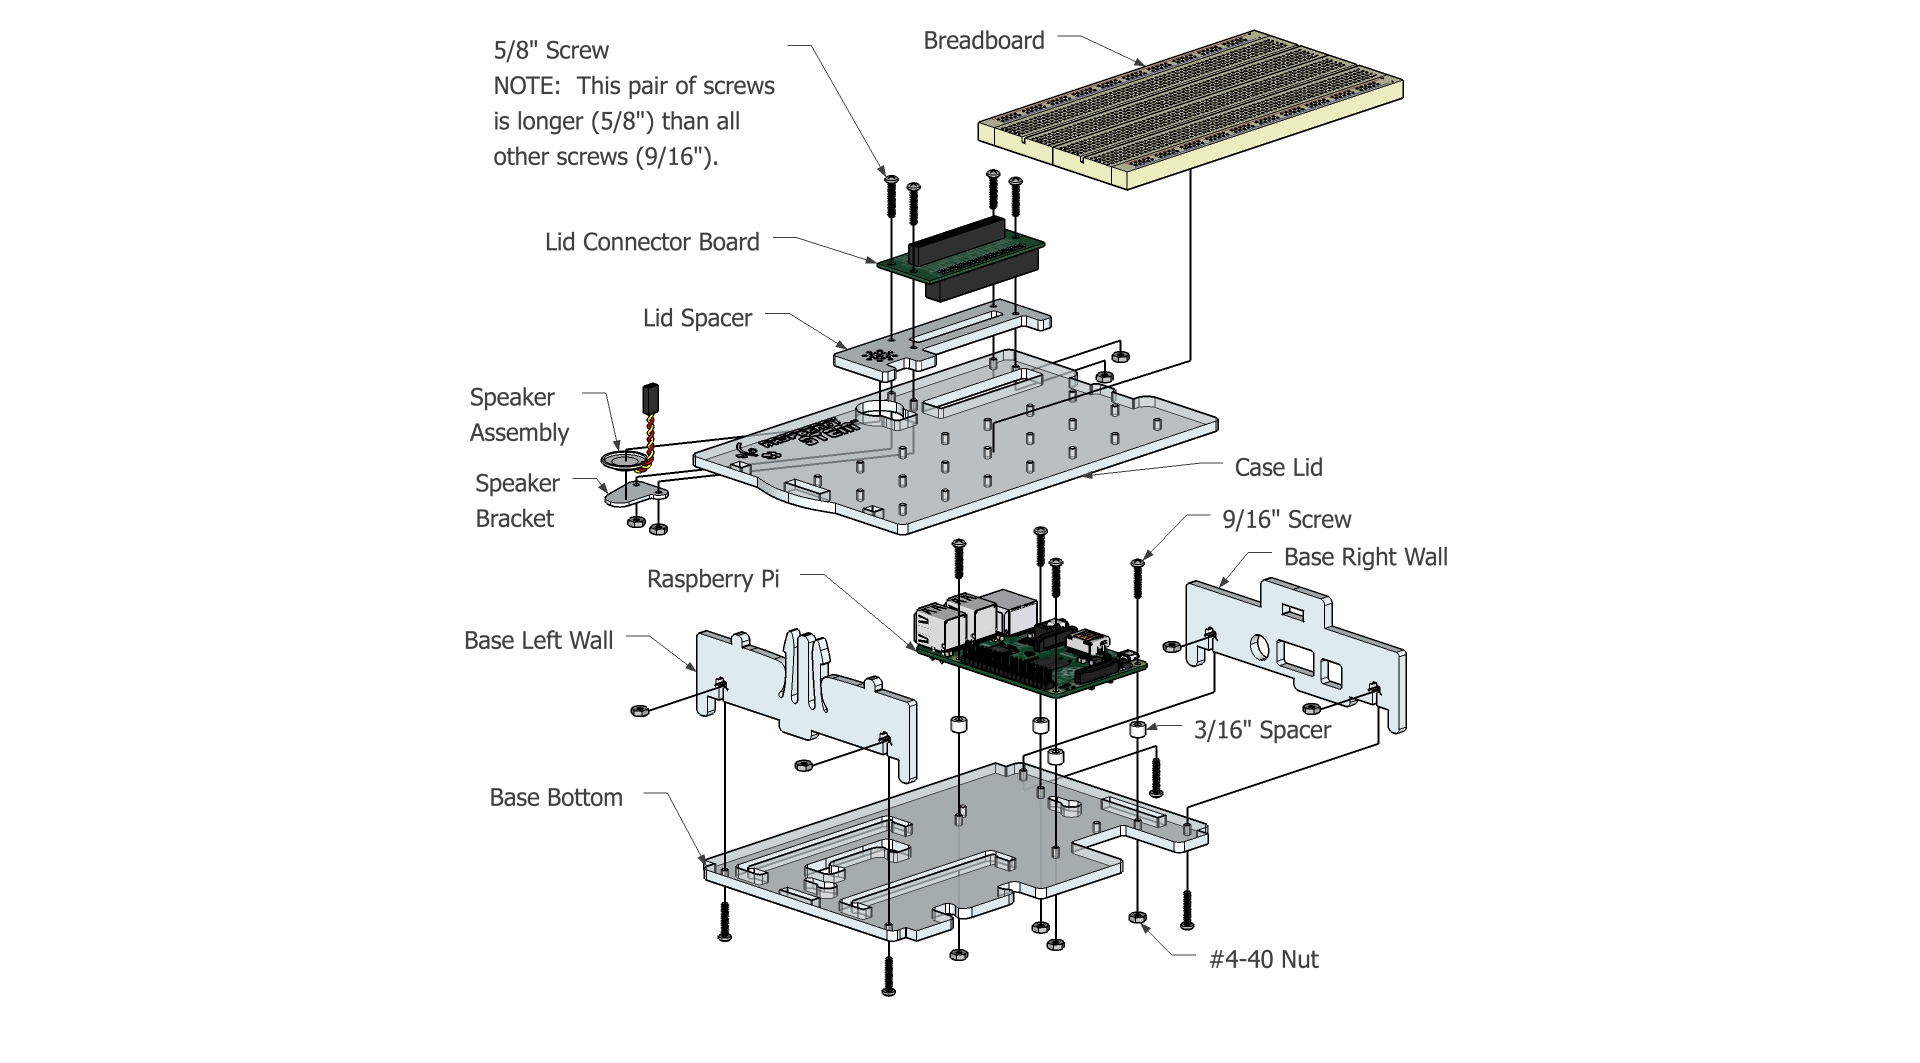 5/8" Screw
NOTE:  This pair of screws
is longer (5/8") than all
other screws (9/16").
Breadboard
Lid Connector Board
Lid Spacer
Speaker
Assembly
Speaker
Bracket
Case Lid
9/16" Screw
Base Right Wall
Raspberry Pi
Base Left Wall
3/16" Spacer
Base Bottom
#4-40 Nut